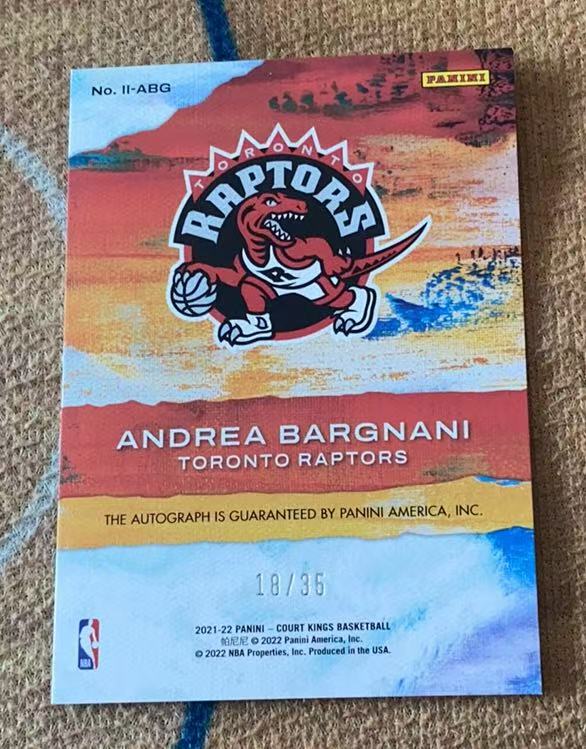 No. II-ABG
PANINI
TORONTO
RAPTORS
ANDREA BARGNANI
TORONTO RAPTORS
THE AUTOGRAPH IS GUARANTEED BY PANINI AMERICA, INC.
18/35
2021-22 PANINI – COURT KINGS BASKETBALL
帕尼尼 © 2022 Panini America, Inc.
© 2022 NBA Properties, Inc. Produced in the USA.
NBA